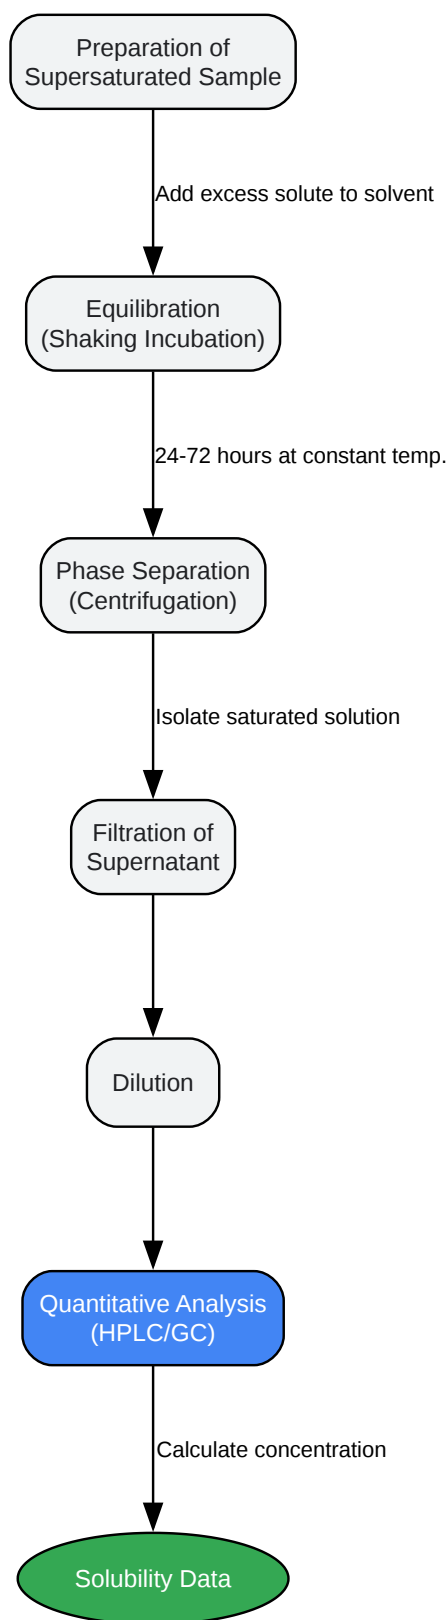 Preparation of
Supersaturated Sample
Add excess solute to solvent
Equilibration
(Shaking Incubation)
24-72 hours at constant temp.
Phase Separation
(Centrifugation)
Isolate saturated solution
Filtration of
Supernatant
Dilution
Quantitative Analysis
(HPLC/GC)
Calculate concentration
Solubility Data